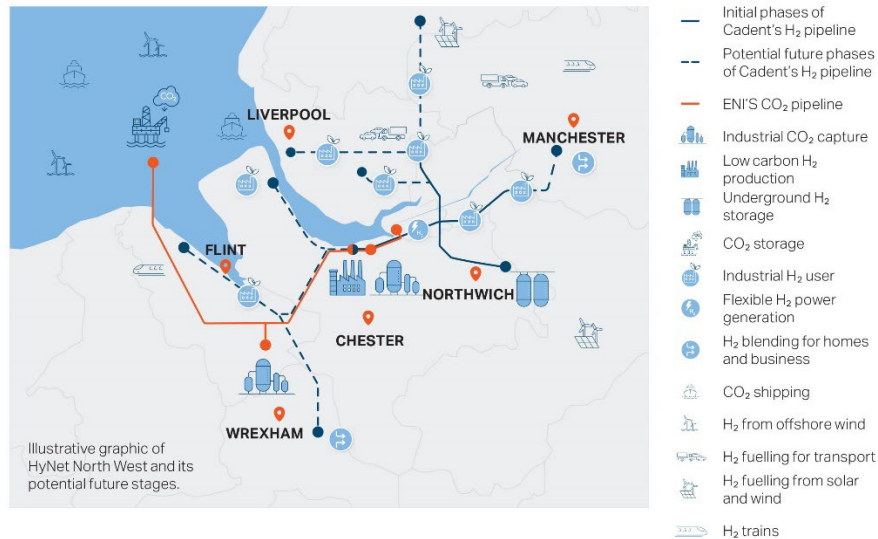 LIVERPOOL
MANCHESTER
FLINT
NORTHWICH
CHESTER
WREXHAM
CO₂
H₂
Illustrative graphic of
HyNet North West and its
potential future stages.
Initial phases of
Cadent's H₂ pipeline
Potential future phases
of Cadent's H₂ pipeline
ENI'S CO₂ pipeline
Industrial CO₂ capture
Low carbon H₂
production
Underground H₂
storage
CO₂ storage
Industrial H₂ user
Flexible H₂ power
generation
H₂ blending for homes
and business
CO₂ shipping
H₂ from offshore wind
H₂ fuelling for transport
H₂ fuelling from solar
and wind
H₂ trains